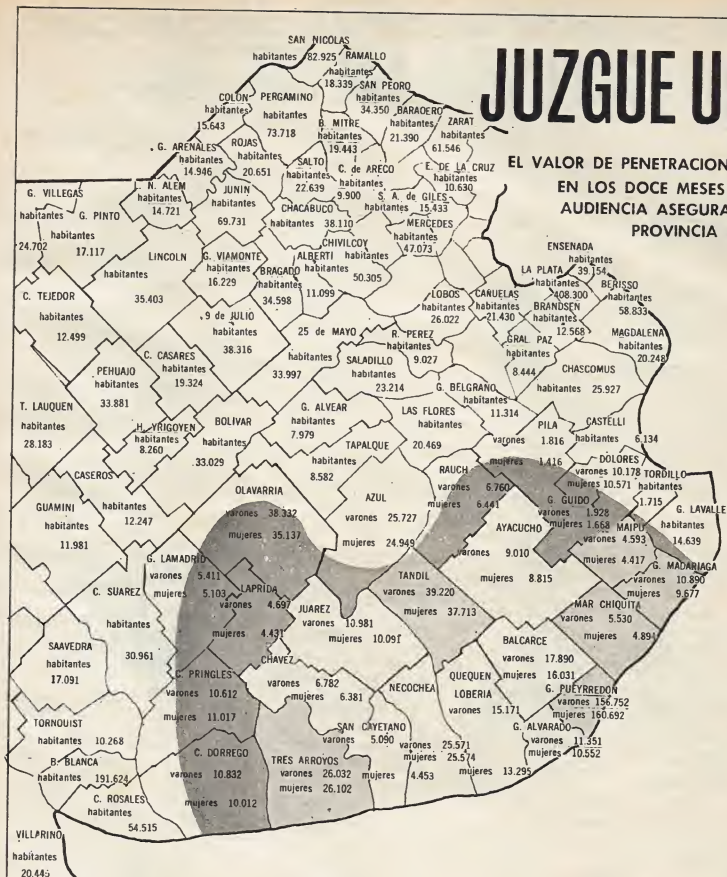 JUZGUE U
EL VALOR DE PENETRACION
EN LOS DOCE MESES
AUDIENCIA ASEGURA
PROVINCIA
SAN NICOLAS
habitantes 82.925
RAMALLO
habitantes
18.339
SAN PEDRO
habitantes
34.350
BARADERO
habitantes
21.390
ZARAT
habitantes
61.546
COLON
habitantes
15.643
PERGAMINO
habitantes
73.718
B. MITRE
habitantes
19.443
G. ARENALES
habitantes
14.946
ROJAS
habitantes
20.651
SALTO
habitantes
22.639
C. de ARECO
habitantes
9.900
E. DE LA CRUZ
habitantes
10.630
S. A. de GILES
habitantes 15.433
G. VILLEGAS
habitantes
24.702
G. PINTO
habitantes
17.117
L. N. ALEM
habitantes
14.721
JUNIN
habitantes
69.731
CHACABUCO
habitantes 38.110
MERCEDES
habitantes
47.073
CHIVILCOY
habitantes
50.305
LINCOLN
habitantes
35.403
G. VIAMONTE
habitantes
16.229
BRAGADO
habitantes
34.598
ALBERTI
habitantes
11.099
ENSENADA
habitantes
39.154
LA PLATA
habitantes
408.300
BERISSO
habitantes
58.833
C. TEJEDOR
habitantes
12.499
9 de JULIO
habitantes
38.316
25 de MAYO
habitantes
33.997
LOBOS
habitantes
26.022
CAÑUELAS
habitantes
21.430
BRANDSEN
habitantes
12.568
MAGDALENA
habitantes
20.248
PEHUAJO
habitantes
33.881
C. CASARES
habitantes
19.324
R. PEREZ
habitantes
9.027
GRAL. PAZ
habitantes
8.444
SALADILLO
habitantes
23.214
CHASCOMUS
habitantes 25.927
T. LAUQUEN
habitantes
28.183
H. YRIGOYEN
habitantes
8.260
BOLIVAR
habitantes
33.029
G. ALVEAR
habitantes
7.979
LAS FLORES
habitantes
20.469
G. BELGRANO
habitantes
11.314
PILA
varones 1.816
mujeres 1.416
CASTELLI
habitantes 6.134
TAPALQUE
habitantes
8.582
DOLORES
varones 10.178
mujeres 10.571
TORDILLO
habitantes
1.715
CASEROS
habitantes
12.247
OLAVARRIA
varones 38.332
mujeres 35.137
AZUL
varones 25.727
mujeres 24.949
RAUCH
varones 6.760
mujeres 6.441
G. GUIDO
varones 1.928
mujeres 1.668
G. LAVALLE
habitantes
14.639
GUAMINI
habitantes
11.981
AYACUCHO
varones 9.010
mujeres 8.815
MAIPU
varones 4.593
mujeres 4.417
G. LAMADRID
varones 5.411
mujeres 5.103
G. MADARIAGA
varones 10.890
mujeres 9.677
C. SUAREZ
habitantes
30.961
LAPRIDA
varones 4.697
mujeres 4.431
TANDIL
varones 39.220
mujeres 37.713
JUAREZ
varones 10.981
mujeres 10.091
MAR CHIQUITA
varones 5.530
mujeres 4.894
SAAVEDRA
habitantes
17.091
BALCARCE
varones 17.890
mujeres 16.031
CHAVEZ
varones 6.782
mujeres 6.381
C. PRINGLES
varones 10.612
mujeres 11.017
NECOCHEA
varones 25.571
mujeres 25.574
QUEQUEN
LOBERIA
varones 15.171
mujeres 13.295
G. PUEYRREDON
varones 156.752
mujeres 160.692
TORNQUIST
habitantes 10.268
SAN CAYETANO
varones 5.090
mujeres 4.453
G. ALVARADO
varones 11.351
mujeres 10.552
B. BLANCA
habitantes 191.624
C. DORREGO
varones 10.832
mujeres 10.012
TRES ARROYOS
varones 26.032
mujeres 26.102
C. ROSALES
habitantes
54.515
VILLARINO
habitantes
20.445